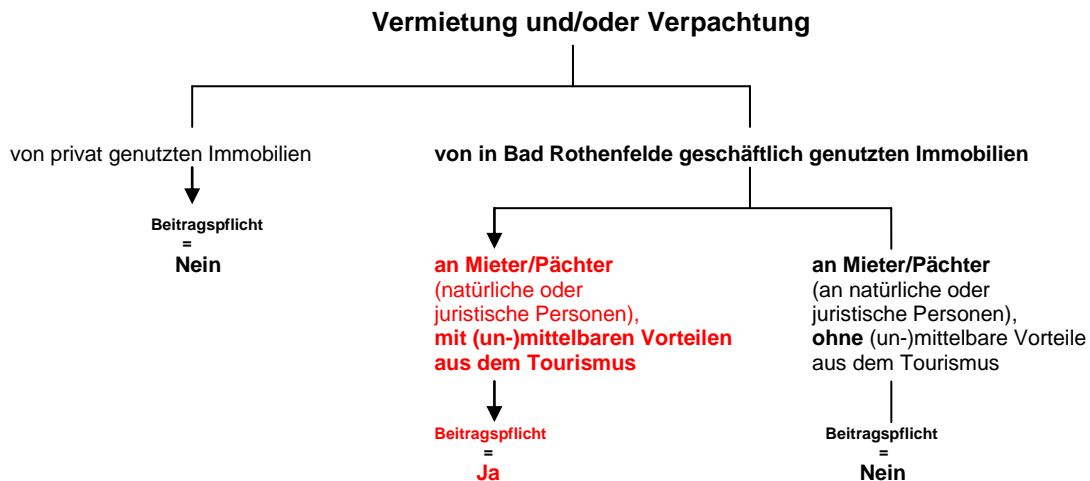 Vermietung und/oder Verpachtung
von privat genutzten Immobilien
von in Bad Rothenfelde geschäftlich genutzten Immobilien
Beitragspflicht
=
Nein
an Mieter/Pächter
(natürliche oder
juristische Personen),
mit (un-)mittelbaren Vorteilen
aus dem Tourismus
an Mieter/Pächter
(an natürliche oder
juristische Personen),
ohne (un-)mittelbare Vorteile
aus dem Tourismus
Beitragspflicht
=
Ja
Beitragspflicht
=
Nein